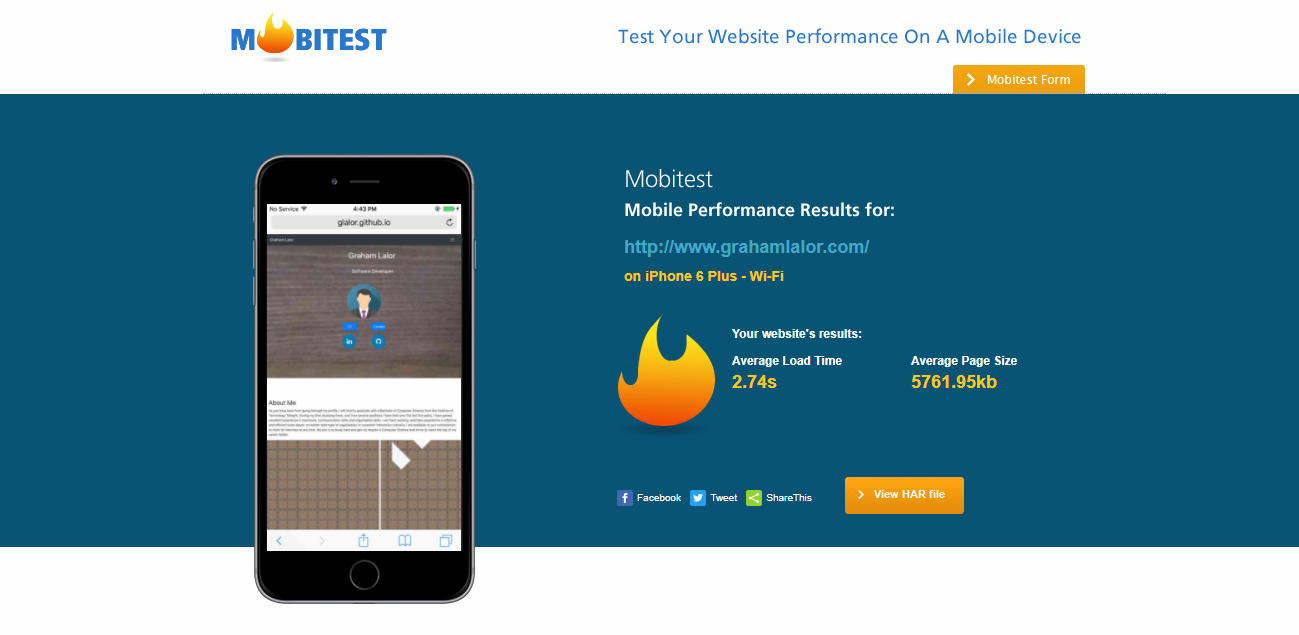 MOBITEST
Test Your Website Performance On A Mobile Device
Mobitest Form
No Service 4:43 PM
glalor.github.io
Graham Lalor
Graham Lalor
Software Developer
in
About Me
Mobitest
Mobile Performance Results for:
http://www.grahamlalor.com/
on iPhone 6 Plus - Wi-Fi
Your website's results:
Average Load Time
2.74s
Average Page Size
5761.95kb
Facebook Tweet ShareThis
View HAR file